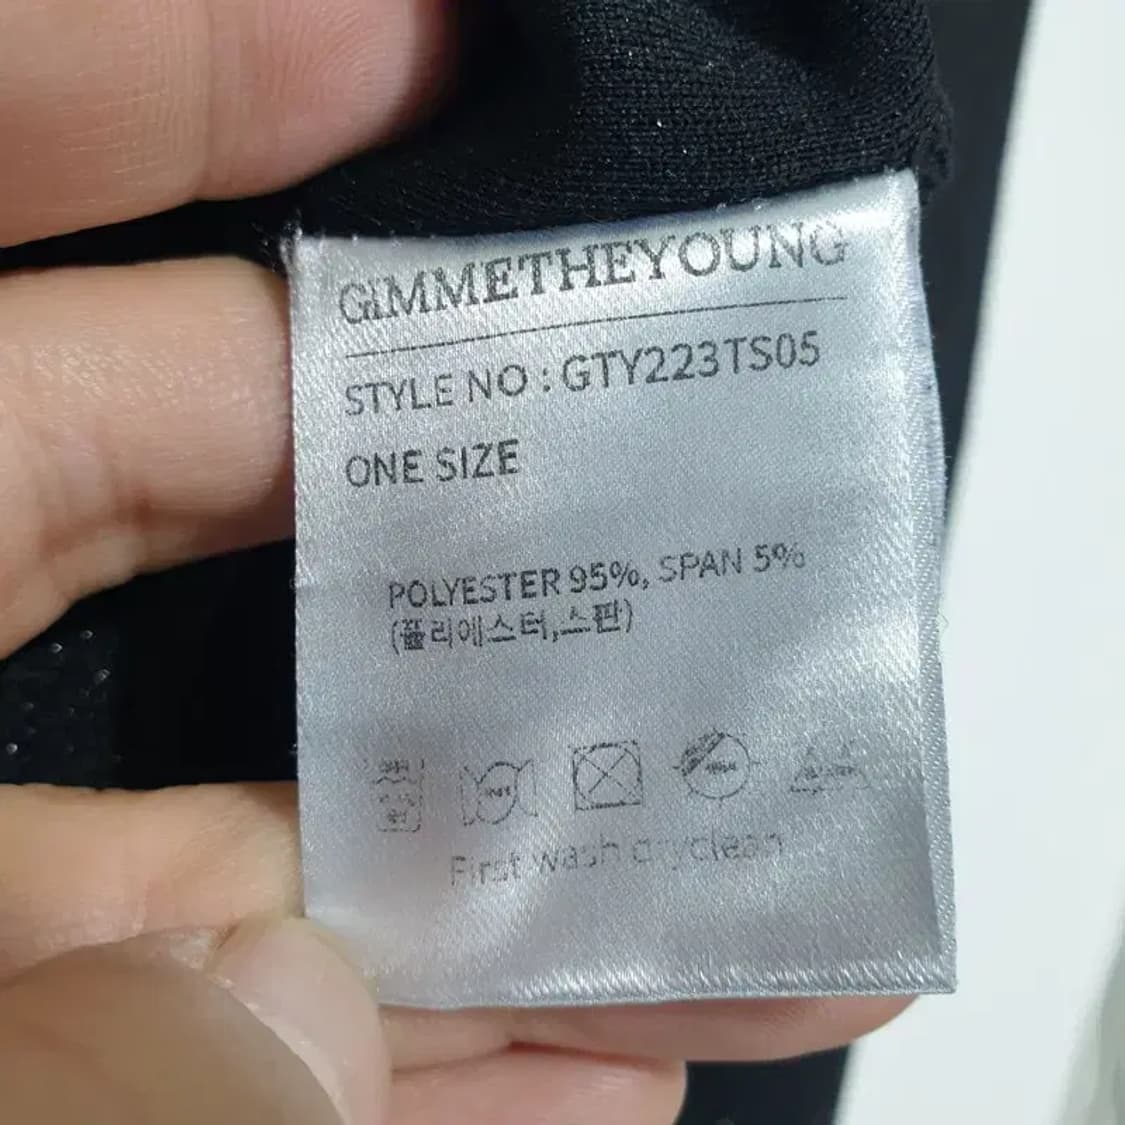 GIMMETHEYOUNG
STYLE NO : GTY223TS05
ONE SIZE
POLYESTER 95%, SPAN 5%
(폴리에스터,스판)
First wash dryclean